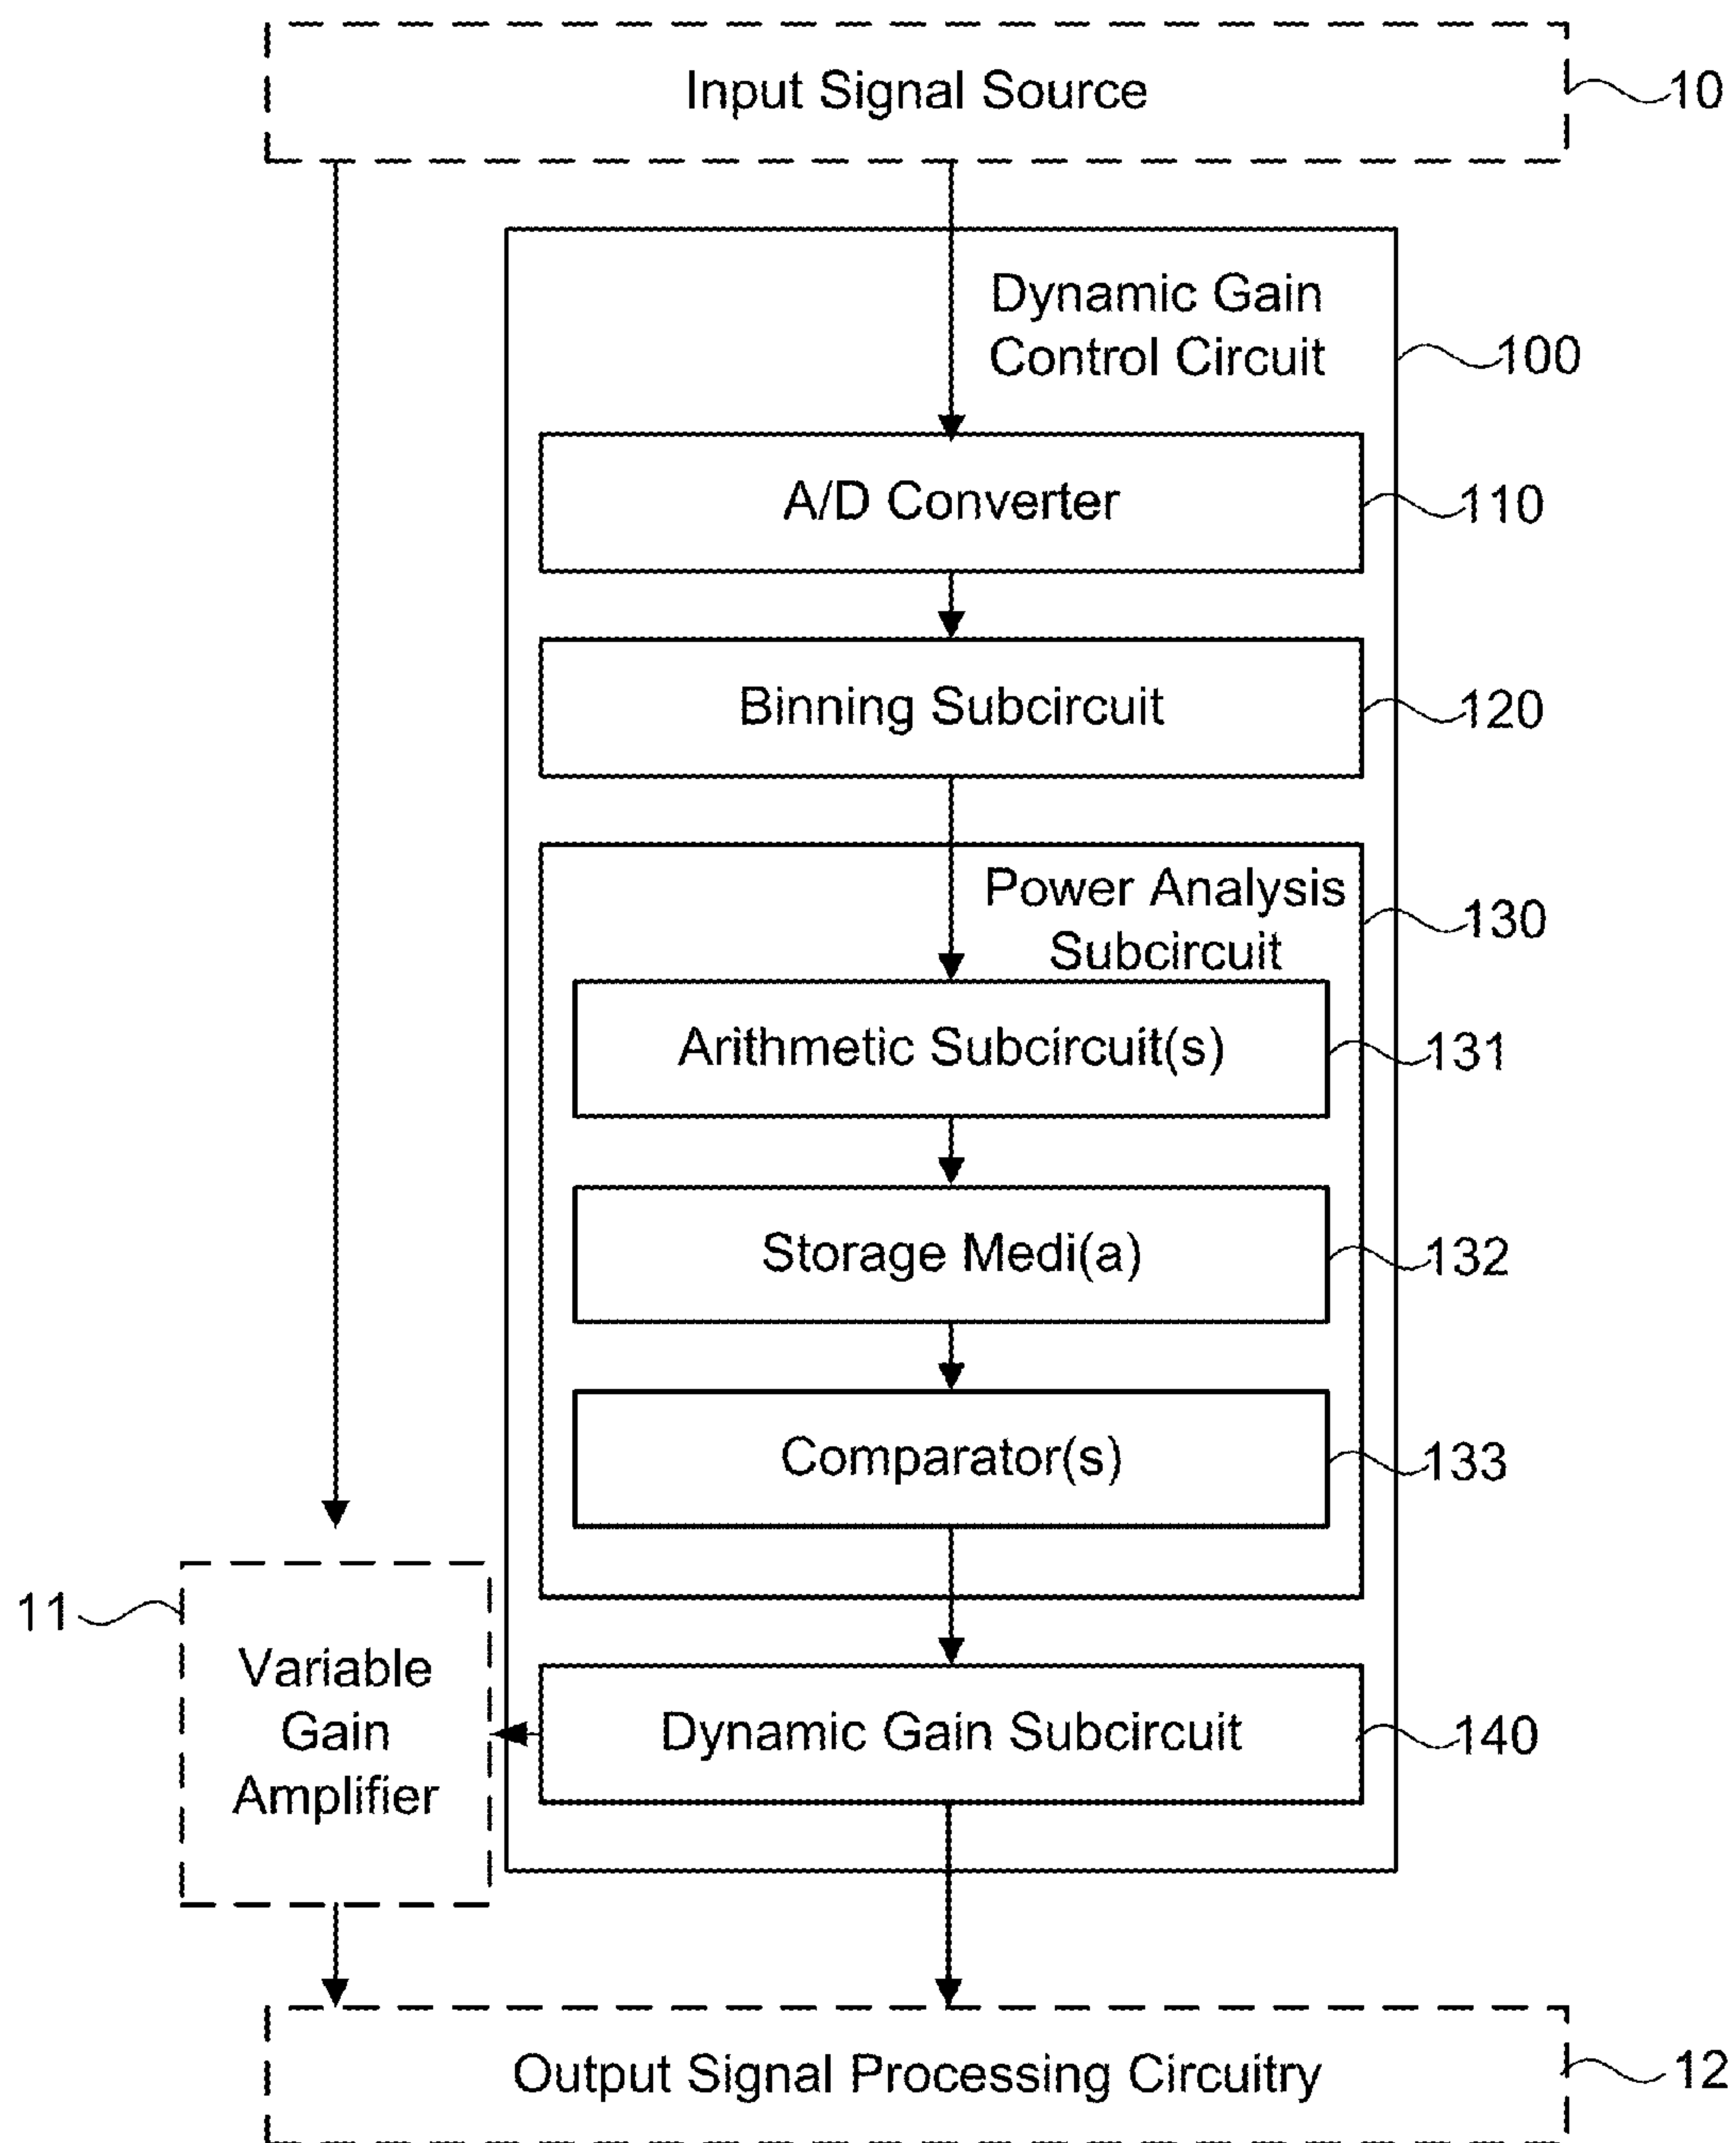 Input Signal Source
10
Dynamic Gain
Control Circuit
100
A/D Converter
110
Binning Subcircuit
120
Power Analysis
Subcircuit
130
Arithmetic Subcircuit(s)
131
Storage Medi(a)
132
Comparator(s)
133
11
Variable
Gain
Amplifier
Dynamic Gain Subcircuit
140
Output Signal Processing Circuitry
12